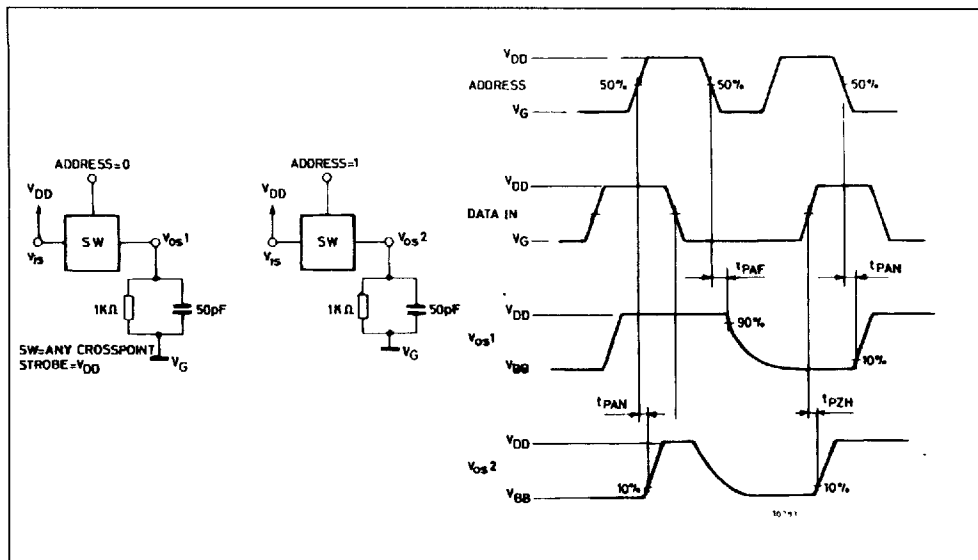 ADDRESS=0
VDD
SW
Vis
Vos1
1KΩ
50pF
VG
SW=ANY CROSSPOINT
STROBE=VDD
ADDRESS=1
VDD
SW
Vis
Vos2
1KΩ
50pF
VG
VDD
ADDRESS
50%
50%
50%
VG
VDD
DATA IN
VG
tPAF
tPAN
VDD
90%
Vos1
VBB
10%
tPAN
tPZH
VDD
Vos2
VBB
10%
10%